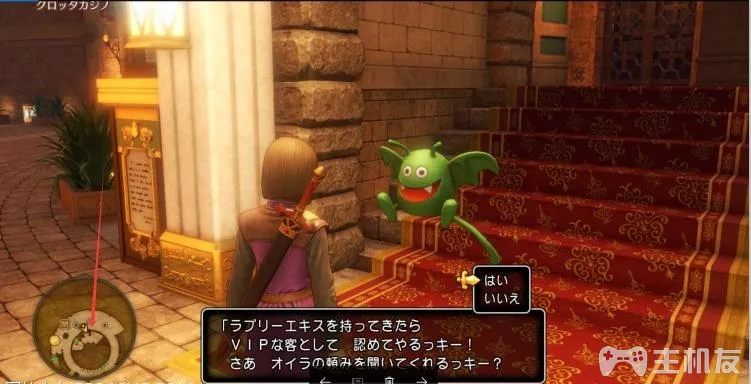 クロッタカジノ
はい
いいえ
「ラブリーエキスを持ってきたら
ＶＩＰな客として 認めてやるっキー！
さあ オイラの頼みを聞いてくれるっキー？
主机友